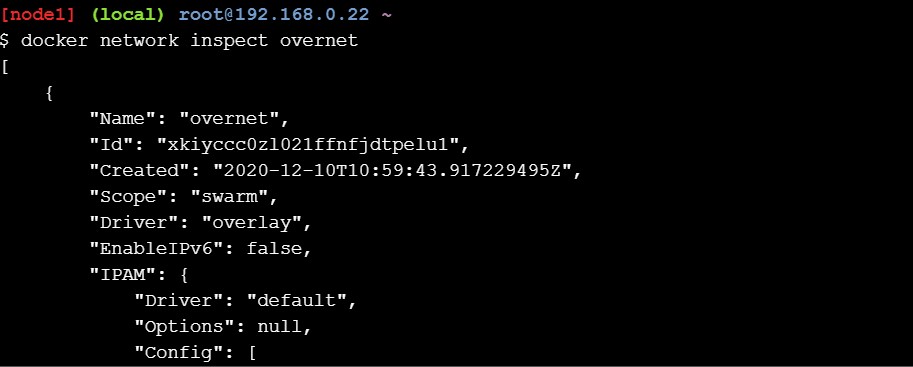 [node1] (local) root@192.168.0.22 ~
$ docker network inspect overnet
[
    {
        "Name": "overnet",
        "Id": "xkiyccc0zl021ffnfjdtpelu1",
        "Created": "2020-12-10T10:59:43.917229495Z",
        "Scope": "swarm",
        "Driver": "overlay",
        "EnableIPv6": false,
        "IPAM": {
            "Driver": "default",
            "Options": null,
            "Config": [